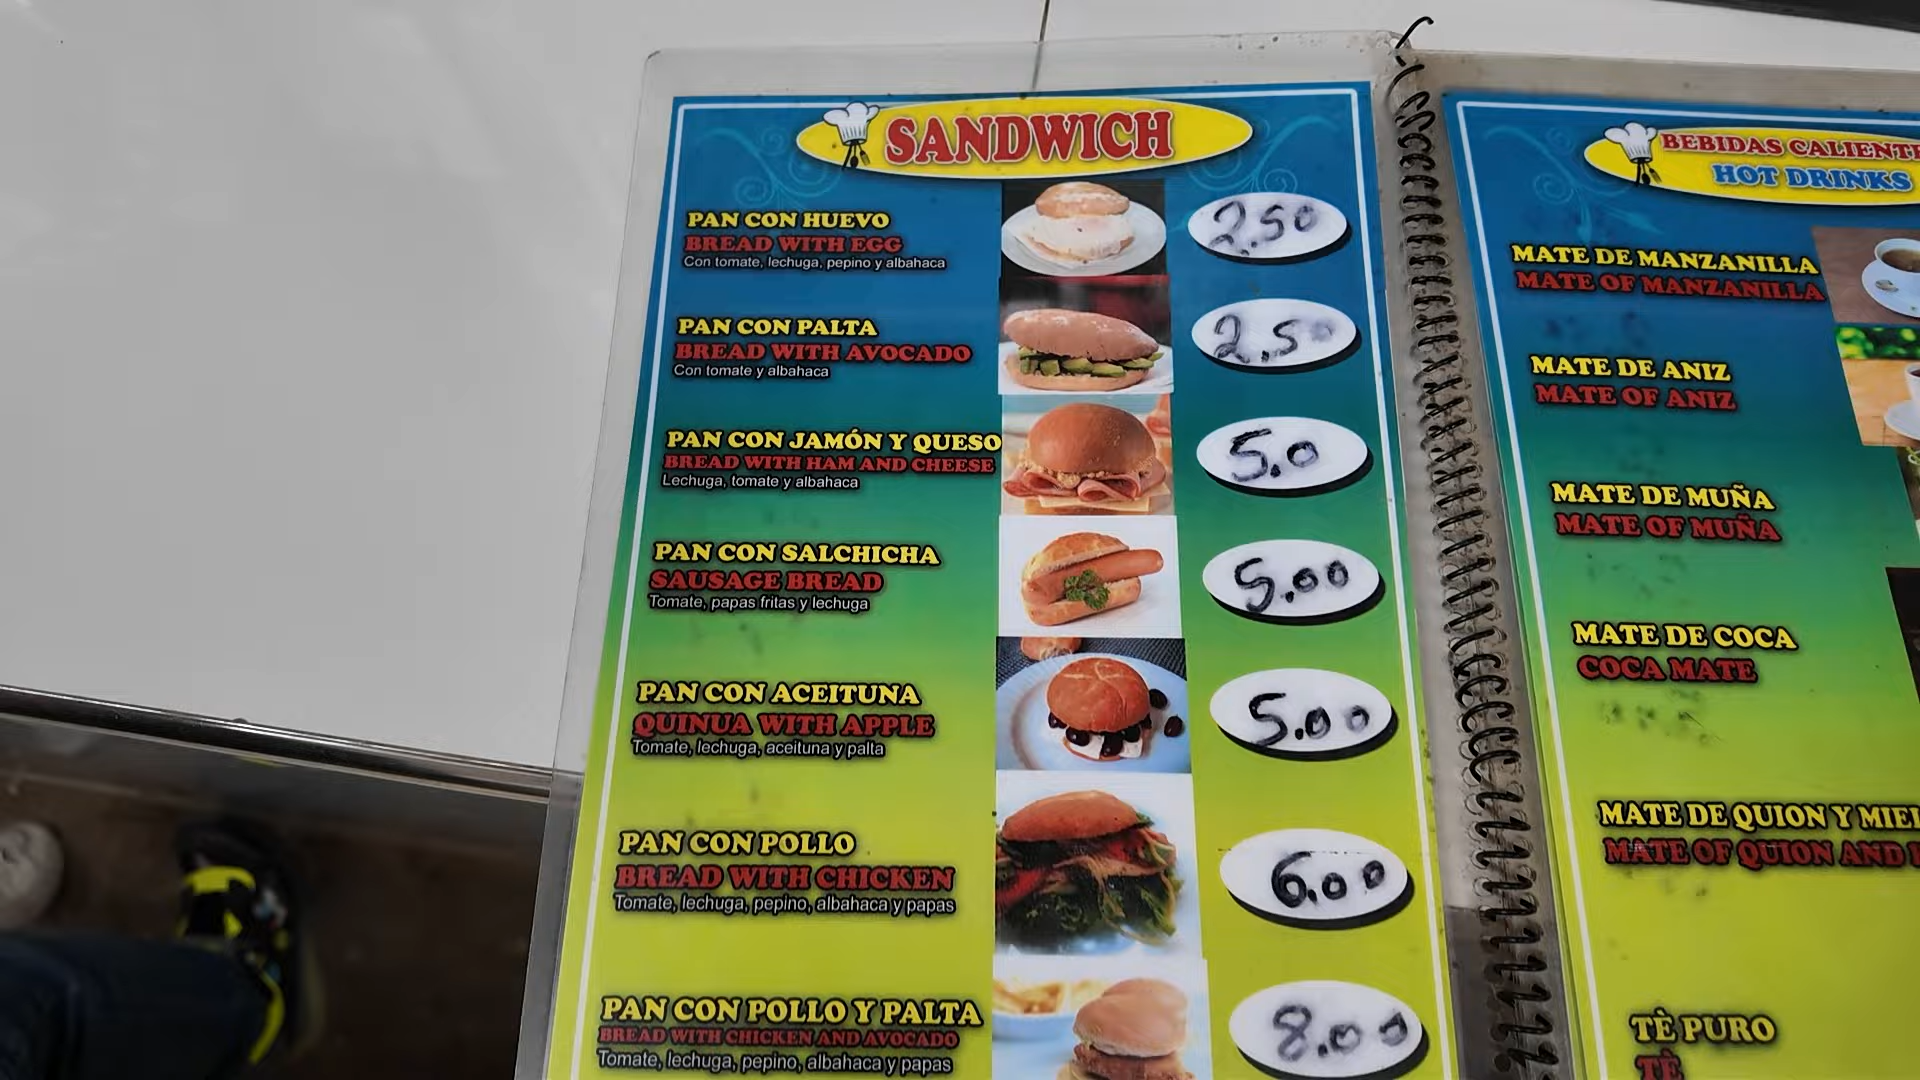 SANDWICH
PAN CON HUEVO
BREAD WITH EGG
Con tomate, lechuga, pepino y albahaca
2.50
PAN CON PALTA
BREAD WITH AVOCADO
Con tomate y albahaca
2.50
PAN CON JAMÓN Y QUESO
BREAD WITH HAM AND CHEESE
Lechuga, tomate y albahaca
5.0
PAN CON SALCHICHA
SAUSAGE BREAD
Tomate, papas fritas y lechuga
5.00
PAN CON ACEITUNA
QUINUA WITH APPLE
Tomate, lechuga, aceituna y palta
5.00
PAN CON POLLO
BREAD WITH CHICKEN
Tomate, lechuga, pepino, albahaca y papas
6.00
PAN CON POLLO Y PALTA
BREAD WITH CHICKEN AND AVOCADO
Tomate, lechuga, pepino, albahaca y papas
8.00
BEBIDAS
HOT DRINKS
MATE DE MANZANILLA
MATE OF MANZANILLA
MATE DE ANIZ
MATE OF ANIZ
MATE DE MUÑA
MATE OF MUÑA
MATE DE COCA
COCA MATE
MATE DE QUION Y
MATE OF QUION AND
TÈ PURO
TÈ